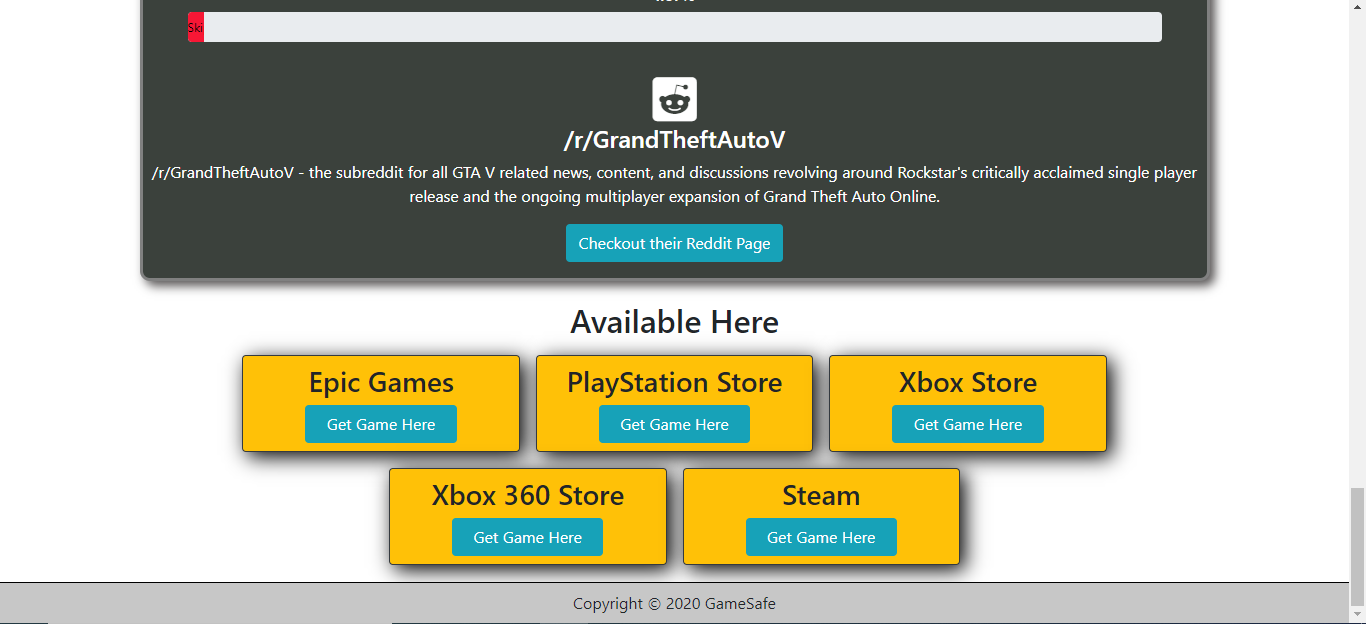 Ski
/r/GrandTheftAutoV
/r/GrandTheftAutoV - the subreddit for all GTA V related news, content, and discussions revolving around Rockstar's critically acclaimed single player
release and the ongoing multiplayer expansion of Grand Theft Auto Online.
Checkout their Reddit Page
Available Here
Epic Games
Get Game Here
PlayStation Store
Get Game Here
Xbox Store
Get Game Here
Xbox 360 Store
Get Game Here
Steam
Get Game Here
Copyright © 2020 GameSafe